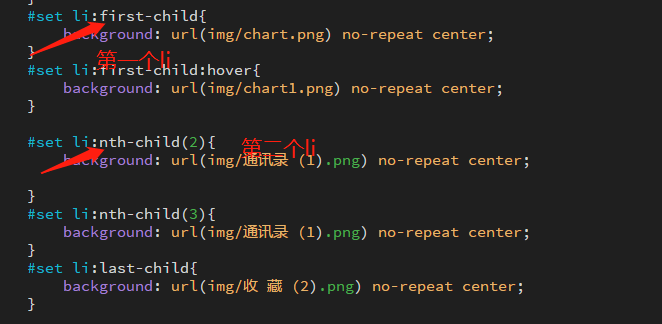 #set li:first-child{
background: url(img/chart.png) no-repeat center;
}
第一个li
#set li:first-child:hover{
background: url(img/chart1.png) no-repeat center;
}
#set li:nth-child(2){
第二个li
background: url(img/通讯录 (1).png) no-repeat center;
}
#set li:nth-child(3){
background: url(img/通讯录 (1).png) no-repeat center;
}
#set li:last-child{
background: url(img/收 藏 (2).png) no-repeat center;
}